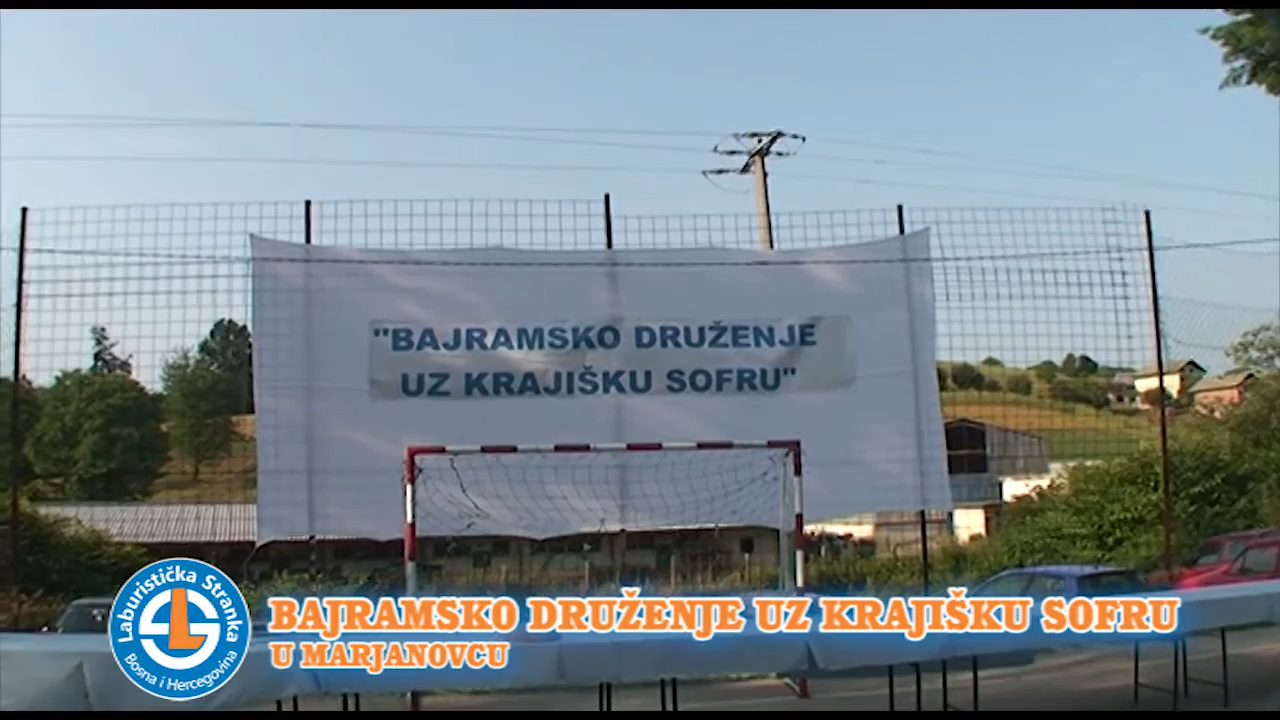 "BAJRAMSKO DRUŽENJE
UZ KRAJIŠKU SOFRU"
Laburistička Stranka
Bosna i Hercegovina
BAJRAMSKO DRUŽENJE UZ KRAJIŠKU SOFRU
U MARJANOVCU